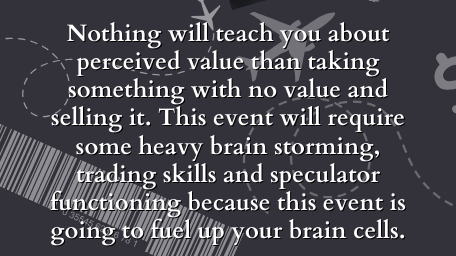 Nothing will teach you about
perceived value than taking
something with no value and
selling it. This event will require
some heavy brain storming,
trading skills and speculator
functioning because this event is
going to fuel up your brain cells.